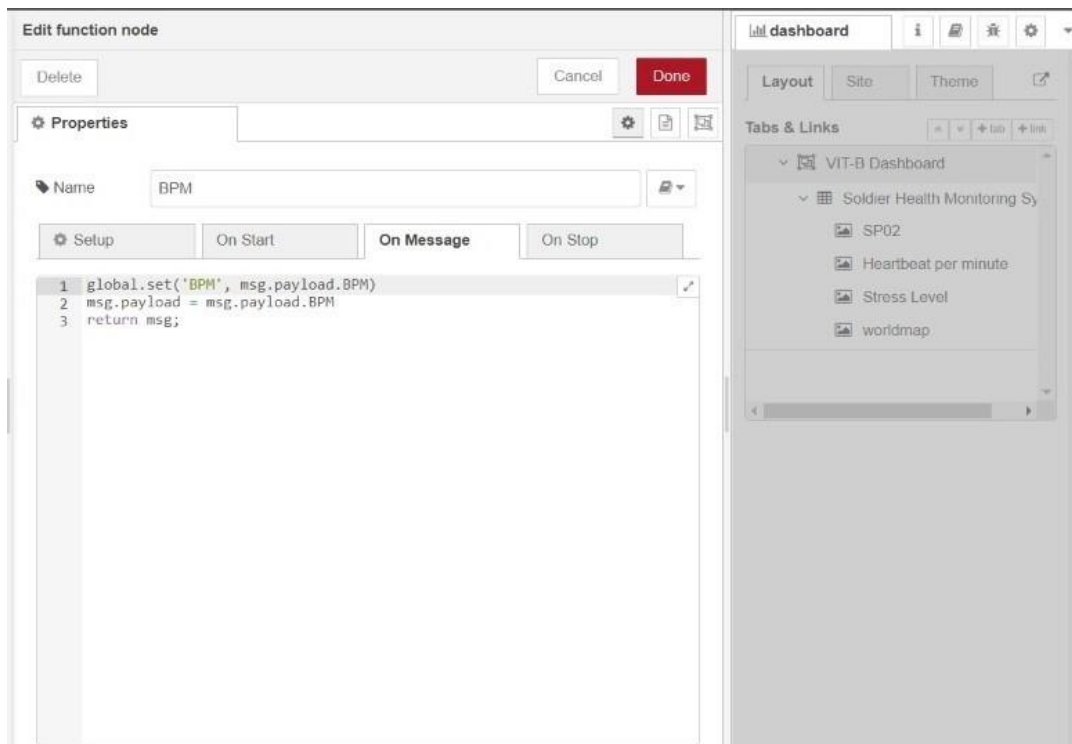 Edit function node
Delete
Cancel
Done
Properties
Name
BPM
Setup
On Start
On Message
On Stop
1 global.set('BPM', msg.payload.BPM)
2 msg.payload = msg.payload.BPM
3 return msg;
dashboard
i
Layout
Site
Theme
Tabs & Links
+ tab
+ link
VIT-B Dashboard
Soldier Health Monitoring Sy
SP02
Heartbeat per minute
Stress Level
worldmap